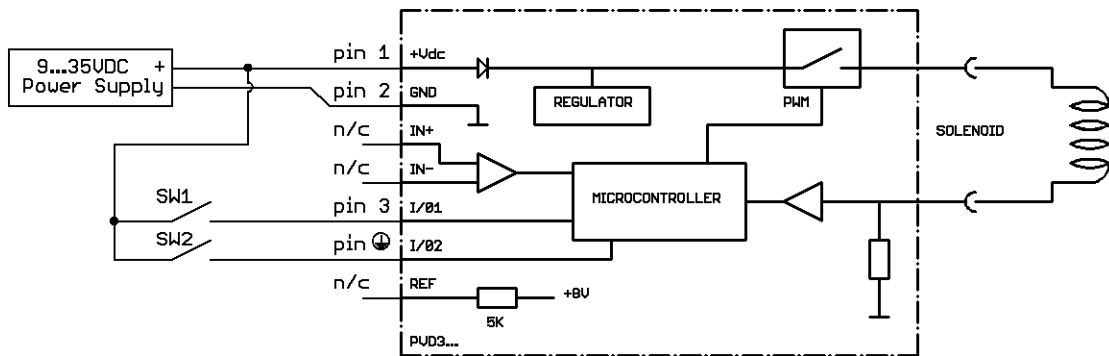 9...35VDC +
Power Supply
pin 1 +Vdc
pin 2 GND
n/c IN+
n/c IN-
SW1
pin 3 I/01
SW2
pin I/02
n/c REF
5K
+8V
PVD3...
REGULATOR
PWM
MICROCONTROLLER
SOLENOID